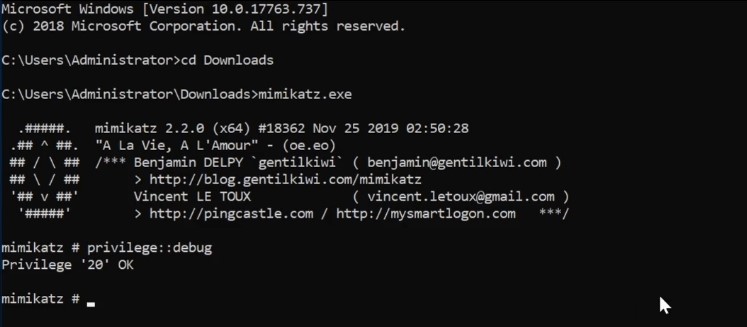 Microsoft Windows [Version 10.0.17763.737]
(c) 2018 Microsoft Corporation. All rights reserved.
C:\Users\Administrator>cd Downloads
C:\Users\Administrator\Downloads>mimikatz.exe
  .#####.   mimikatz 2.2.0 (x64) #18362 Nov 25 2019 02:50:28
 .## ^ ##.  "A La Vie, A L'Amour" - (oe.eo)
 ## / \ ##  /*** Benjamin DELPY `gentilkiwi` ( benjamin@gentilkiwi.com )
 ## \ / ##       > http://blog.gentilkiwi.com/mimikatz
 '## v ##'       Vincent LE TOUX             ( vincent.letoux@gmail.com )
  '#####'        > http://pingcastle.com / http://mysmartlogon.com   ***/
mimikatz # privilege::debug
Privilege '20' OK
mimikatz # _